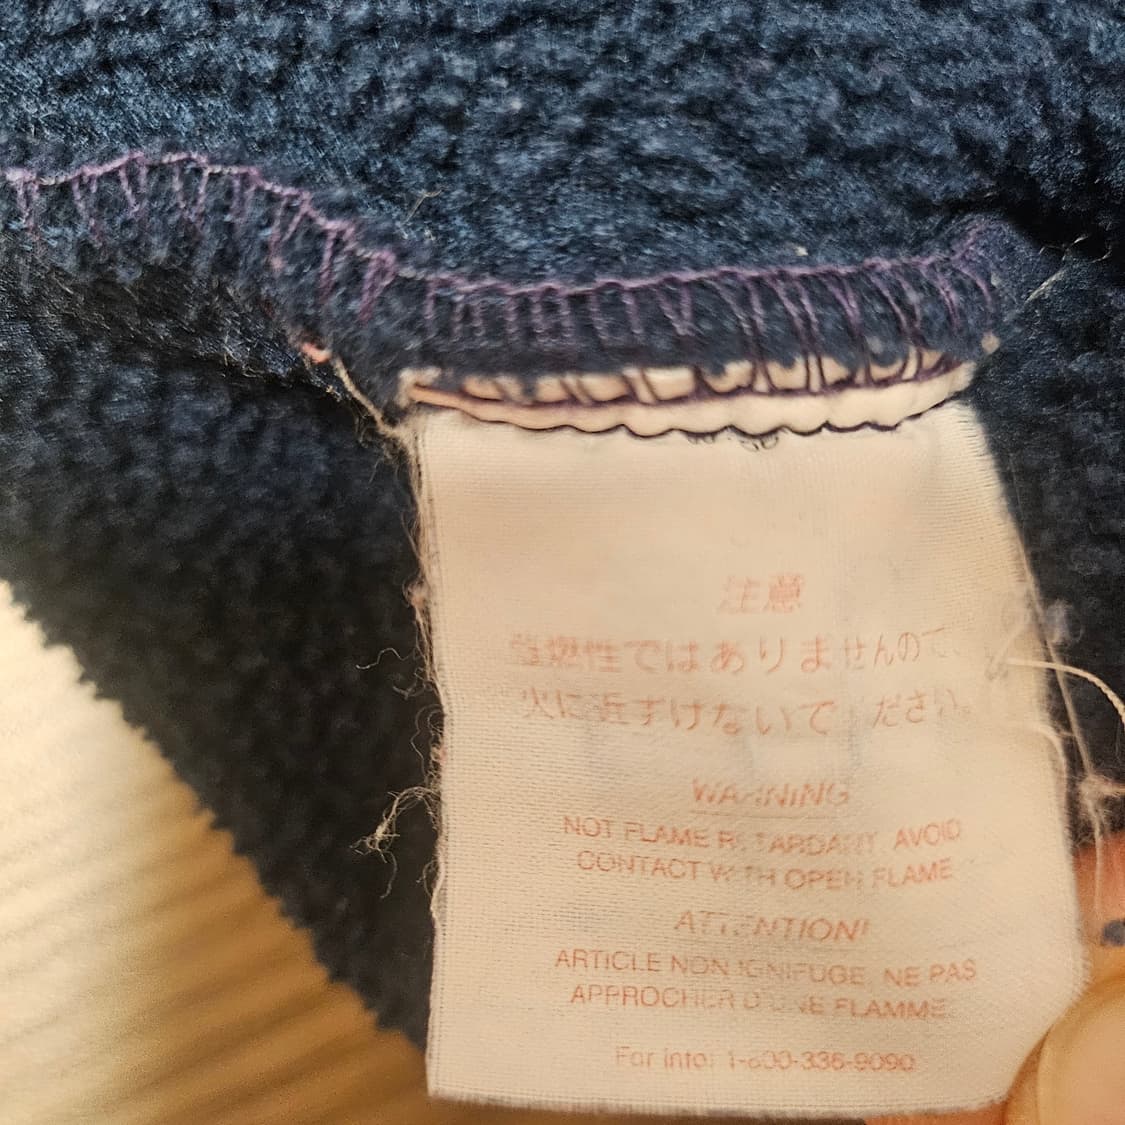 注意
難燃性ではありませんので、
火に近ずけないでください。
WARNING
NOT FLAME RETARDANT AVOID
CONTACT WITH OPEN FLAME
ATTENTION!
ARTICLE NON IGNIFUGE NE PAS
APPROCHER D'UNE FLAMME.
For info: 1-800-336-9090